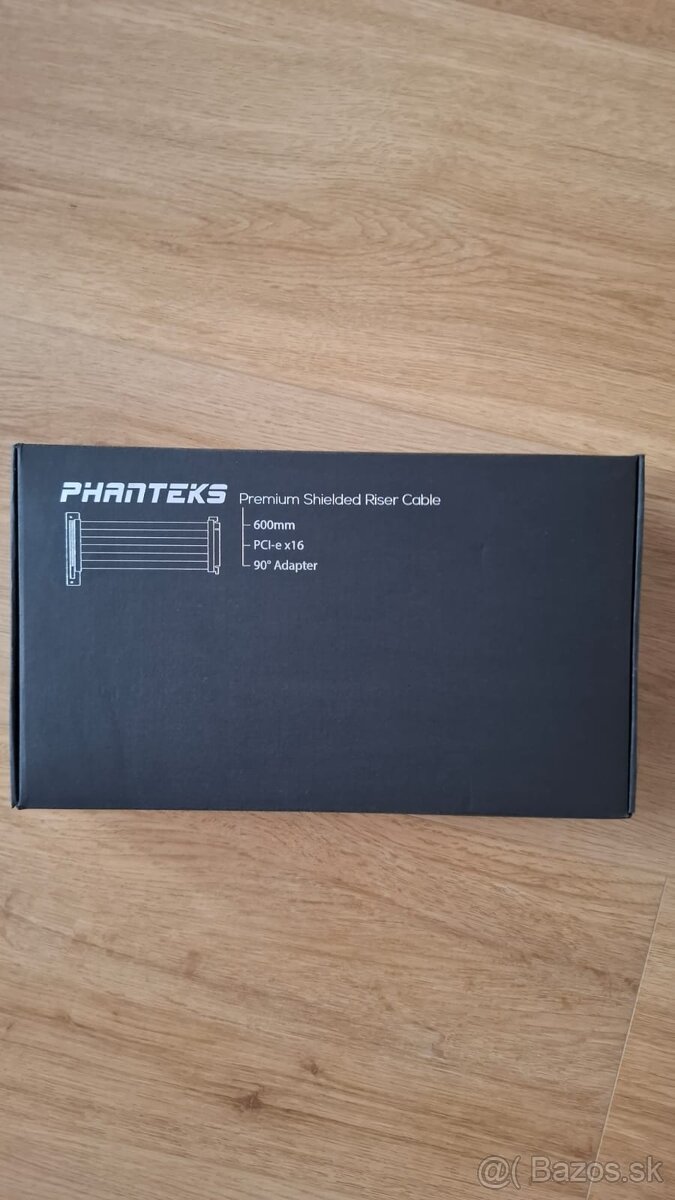 PHANTEKS Premium Shielded Riser Cable
600mm
PCI-e x16
90° Adapter
@( Bazos.sk